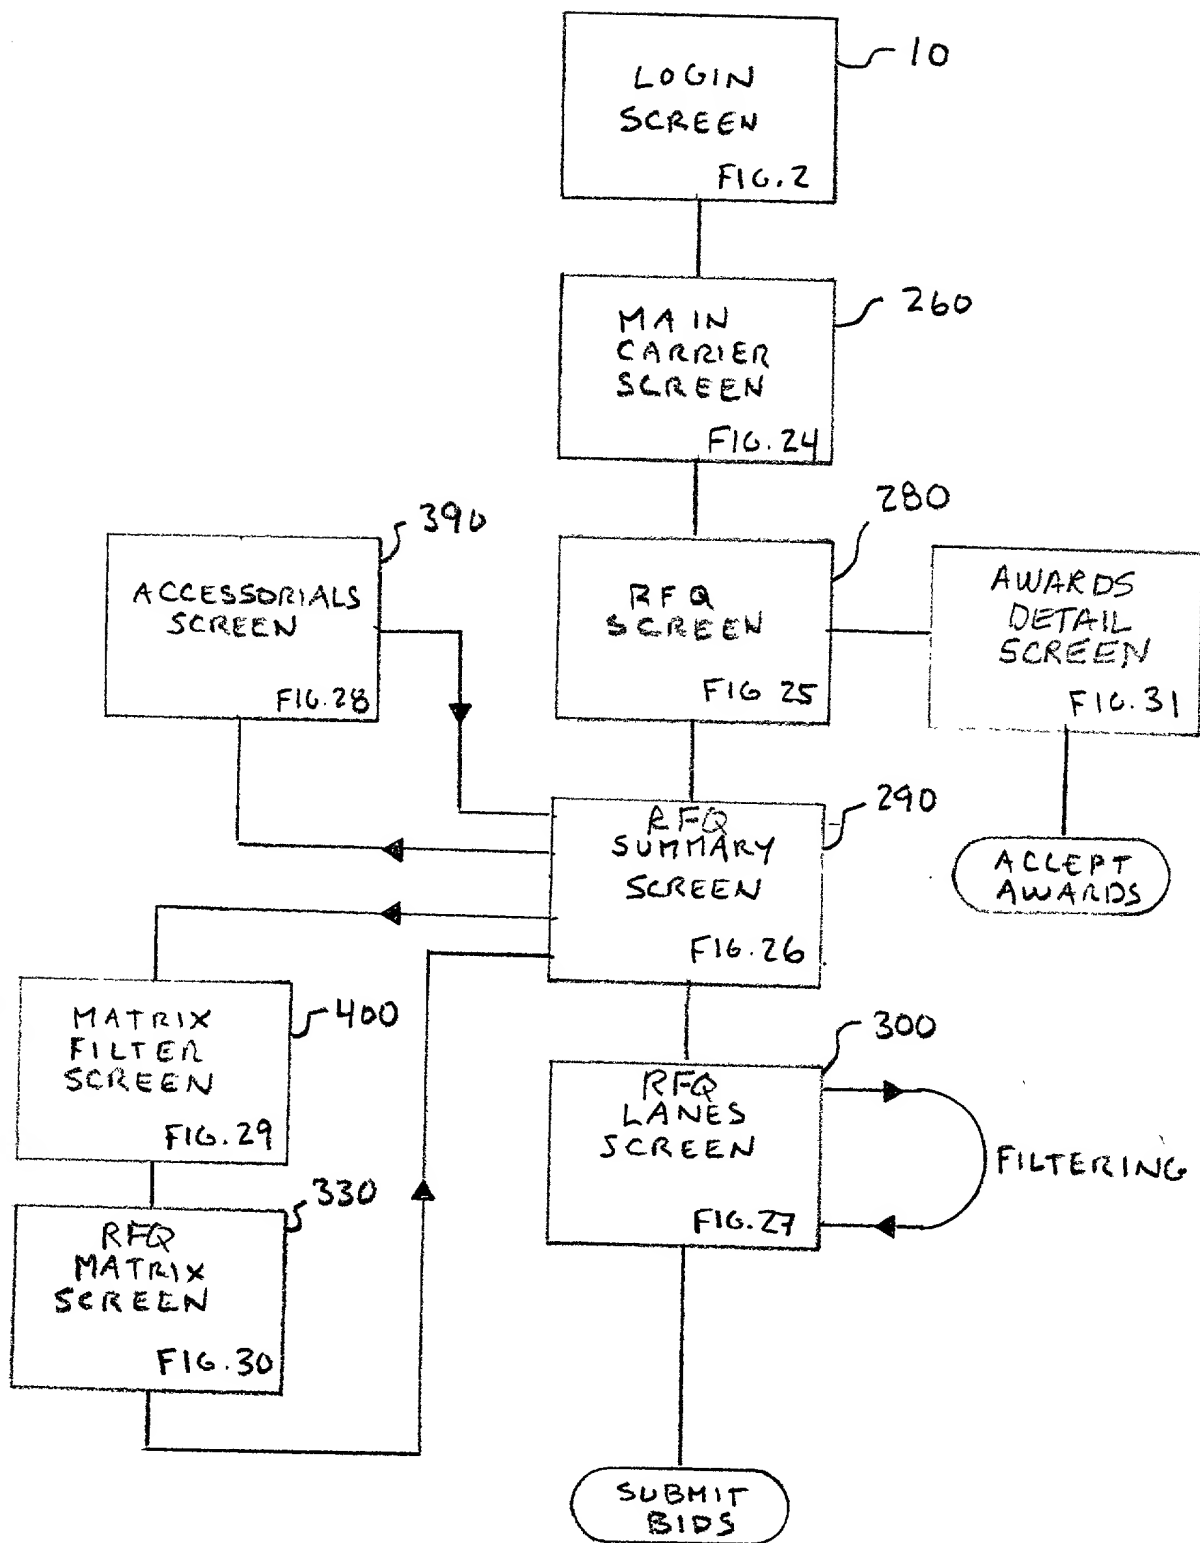 LOGIN
SCREEN
FIG.2
10
MAIN
CARRIER
SCREEN
FIG.24
260
RFQ
SCREEN
FIG 25
280
AWARDS
DETAIL
SCREEN
FIG.31
ACCEPT
AWARDS
ACCESSORIALS
SCREEN
FIG.28
390
RFQ
SUMMARY
SCREEN
FIG.26
290
MATRIX
FILTER
SCREEN
FIG.29
400
RFQ
MATRIX
SCREEN
FIG.30
330
RFQ
LANES
SCREEN
FIG.27
300
FILTERING
SUBMIT
BIDS